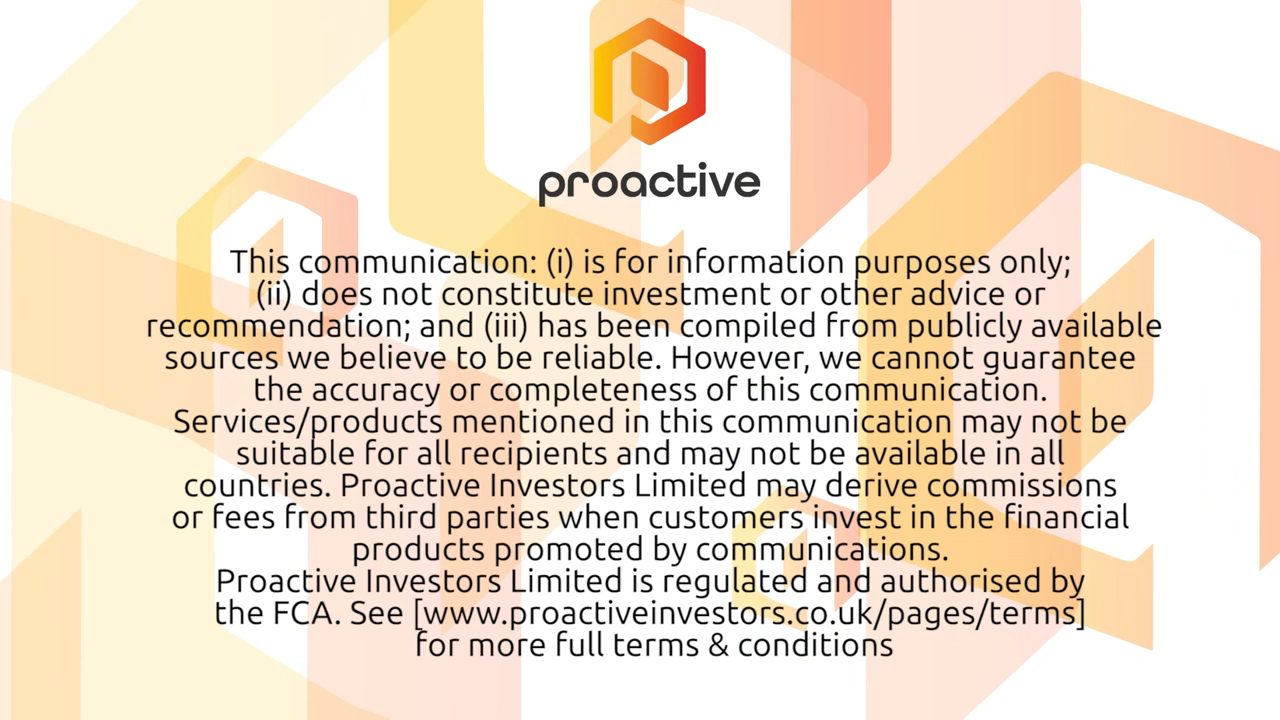 proactive
This communication: (i) is for information purposes only;
(ii) does not constitute investment or other advice or
recommendation; and (iii) has been compiled from publicly available
sources we believe to be reliable. However, we cannot guarantee
the accuracy or completeness of this communication.
Services/products mentioned in this communication may not be
suitable for all recipients and may not be available in all
countries. Proactive Investors Limited may derive commissions
or fees from third parties when customers invest in the financial
products promoted by communications.
Proactive Investors Limited is regulated and authorised by
the FCA. See [www.proactiveinvestors.co.uk/pages/terms]
for more full terms & conditions